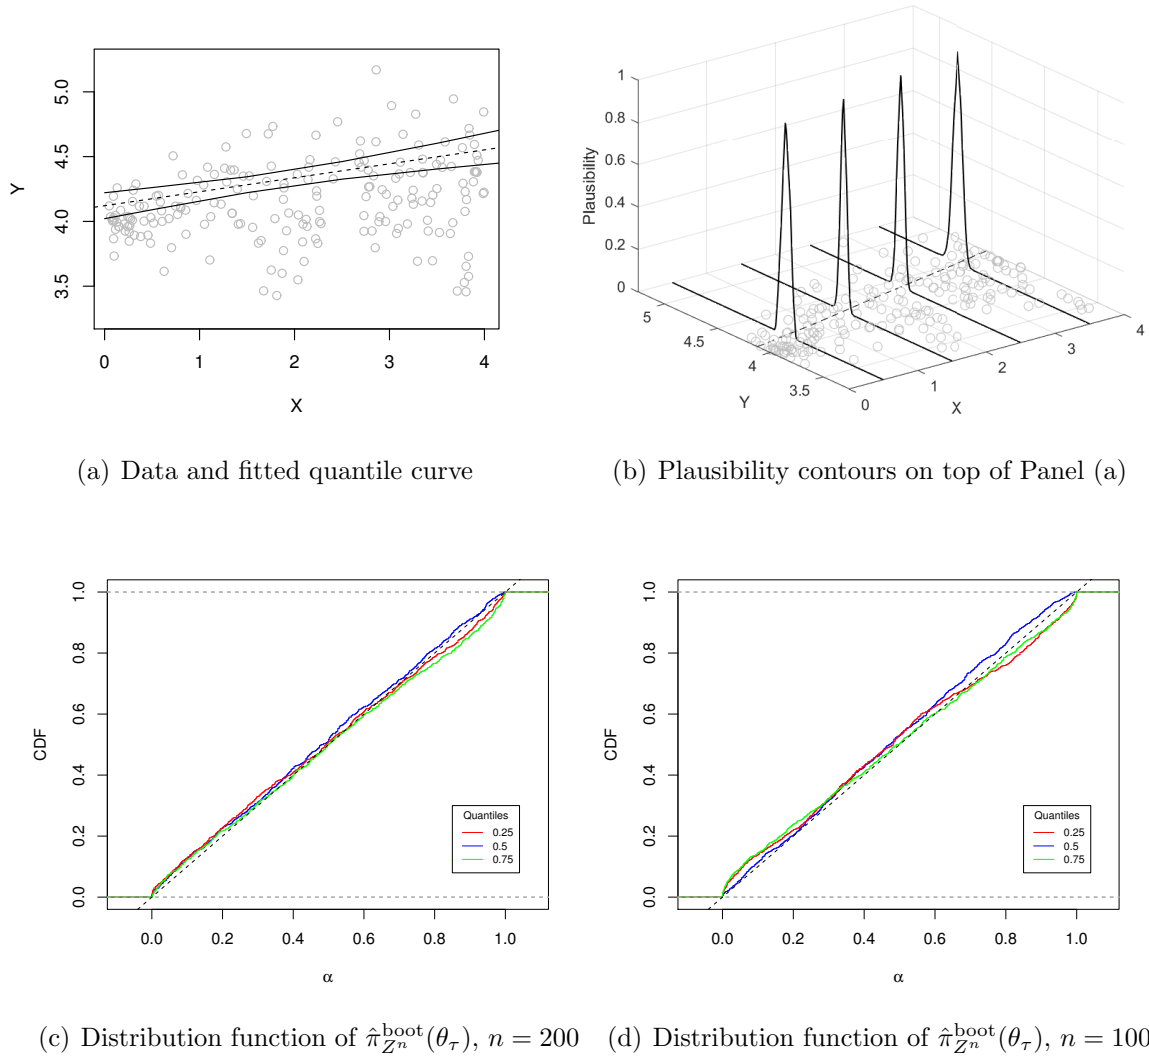 Y
5.0
4.5
4.0
3.5
0 1 2 3 4
X
(a) Data and fitted quantile curve
Plausibility
1
0.8
0.6
0.4
0.2
0
5
4.5
4
3.5
Y
0
1
2
3
4
X
(b) Plausibility contours on top of Panel (a)
CDF
1.0
0.8
0.6
0.4
0.2
0.0
Quantiles
0.25
0.5
0.75
0.0 0.2 0.4 0.6 0.8 1.0
α
(c) Distribution function of π̂_{Z^n}^{boot}(θ_τ), n = 200
CDF
1.0
0.8
0.6
0.4
0.2
0.0
Quantiles
0.25
0.5
0.75
0.0 0.2 0.4 0.6 0.8 1.0
α
(d) Distribution function of π̂_{Z^n}^{boot}(θ_τ), n = 100